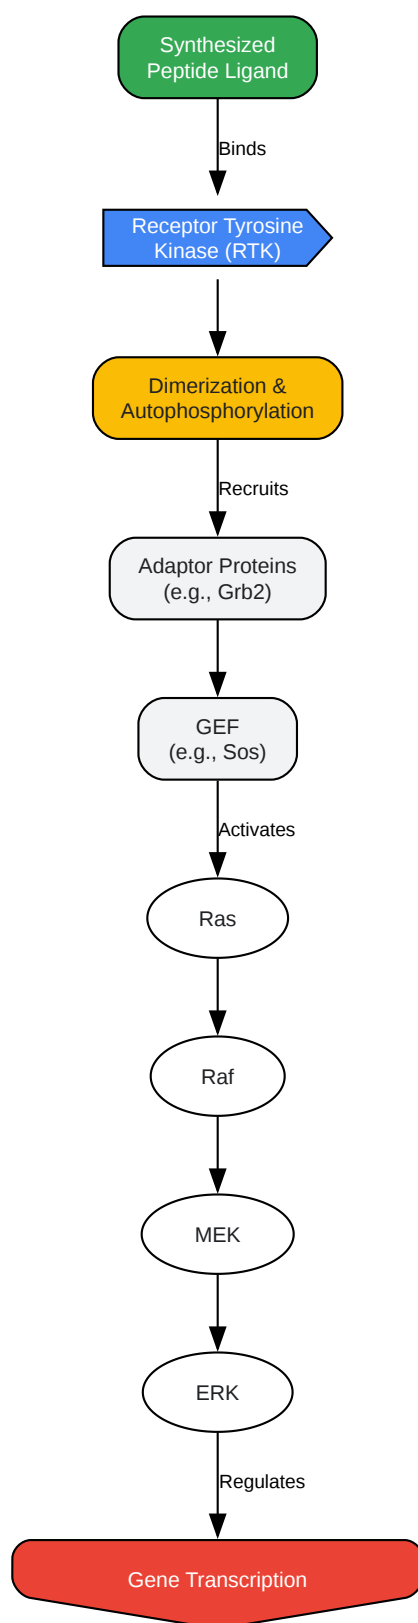 Synthesized
Peptide Ligand
Binds
Receptor Tyrosine
Kinase (RTK)
Dimerization &
Autophosphorylation
Recruits
Adaptor Proteins
(e.g., Grb2)
GEF
(e.g., Sos)
Activates
Ras
Raf
MEK
ERK
Regulates
Gene Transcription